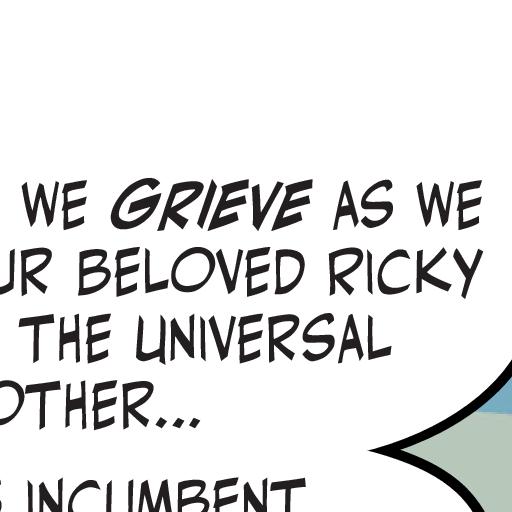 WE GRIEVE AS WE
UR BELOVED RICKY
THE UNIVERSAL
OTHER...
INCUMBENT